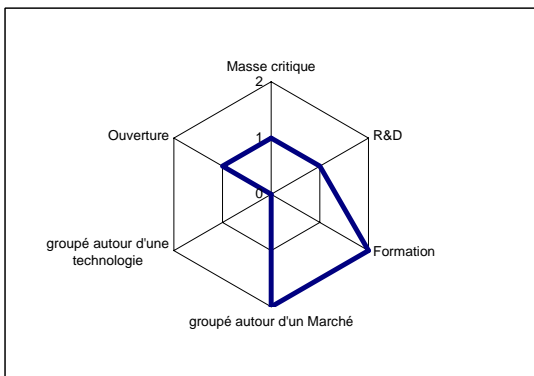 Masse critique
2
Ouverture
1
R&D
0
groupé autour d'une
technologie
Formation
groupé autour d'un Marché